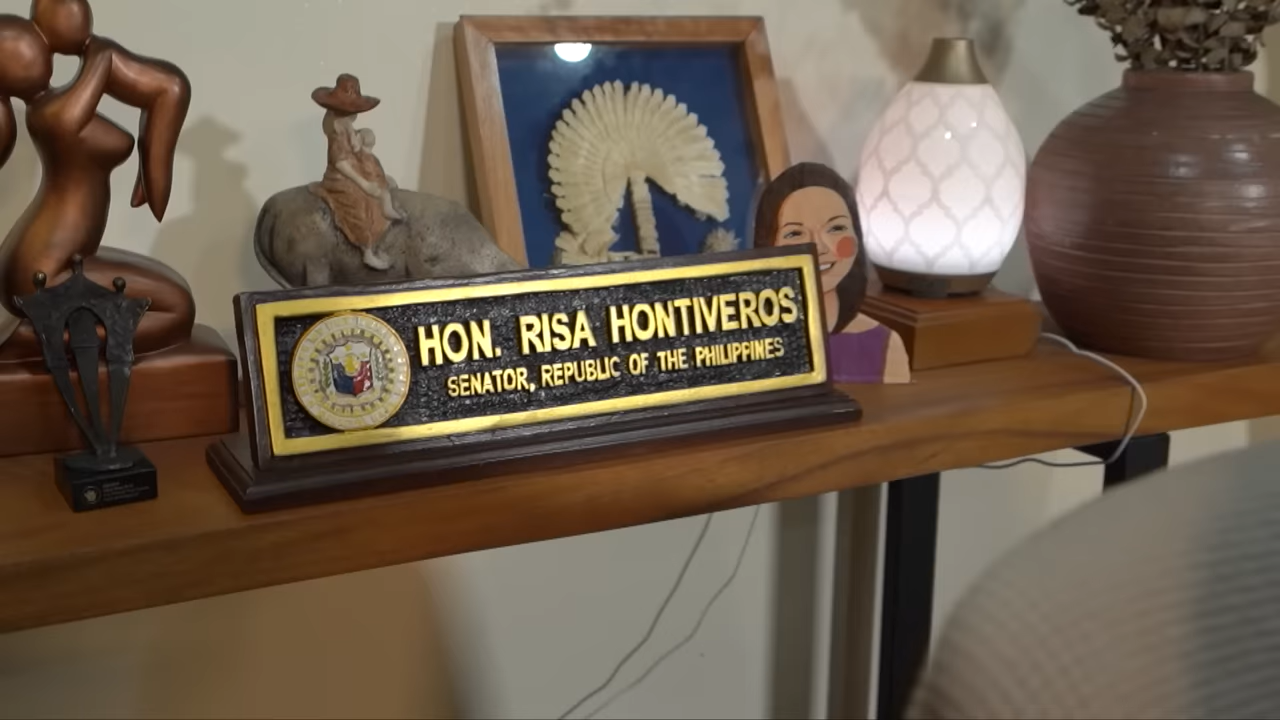 HON. RISA HONTIVEROS
SENATOR, REPUBLIC OF THE PHILIPPINES